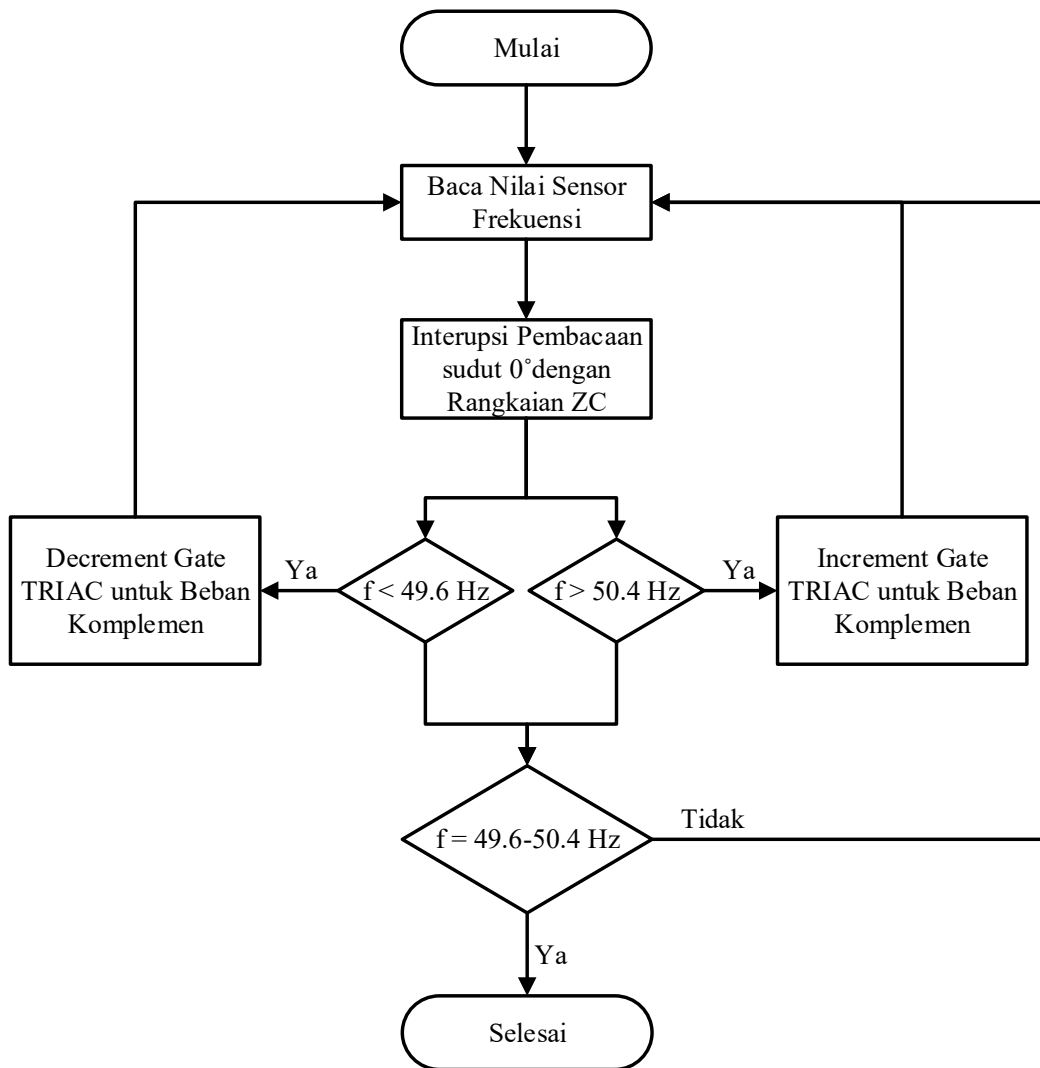 Mulai
Baca Nilai Sensor
Frekuensi
Interupsi Pembacaan
sudut 0˚dengan
Rangkaian ZC
Decrement Gate
TRIAC untuk Beban
Komplemen
Ya
f < 49.6 Hz
f > 50.4 Hz
Ya
Increment Gate
TRIAC untuk Beban
Komplemen
f = 49.6-50.4 Hz
Tidak
Ya
Selesai